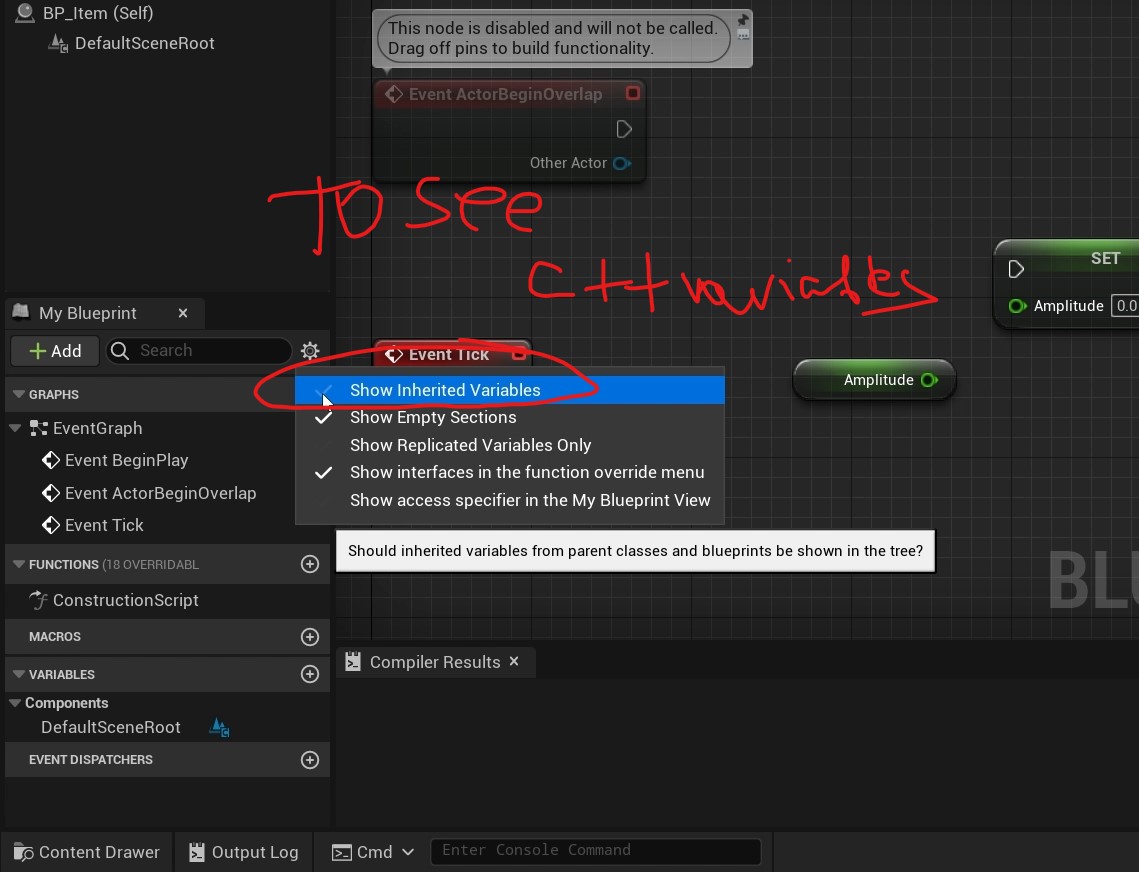 BP_Item (Self)
DefaultSceneRoot
This node is disabled and will not be called.
Drag off pins to build functionality.
Event ActorBeginOverlap
Other Actor
To see
C++ variables
SET
Amplitude 0.0
Amplitude
My Blueprint
Add
Search
Event Tick
Show Inherited Variables
Show Empty Sections
Show Replicated Variables Only
Show interfaces in the function override menu
Show access specifier in the My Blueprint View
Should inherited variables from parent classes and blueprints be shown in the tree?
GRAPHS
EventGraph
Event BeginPlay
Event ActorBeginOverlap
Event Tick
FUNCTIONS (18 OVERRIDABL
ConstructionScript
MACROS
VARIABLES
Components
DefaultSceneRoot
EVENT DISPATCHERS
BLU
Compiler Results
Content Drawer
Output Log
Cmd
Enter Console Command